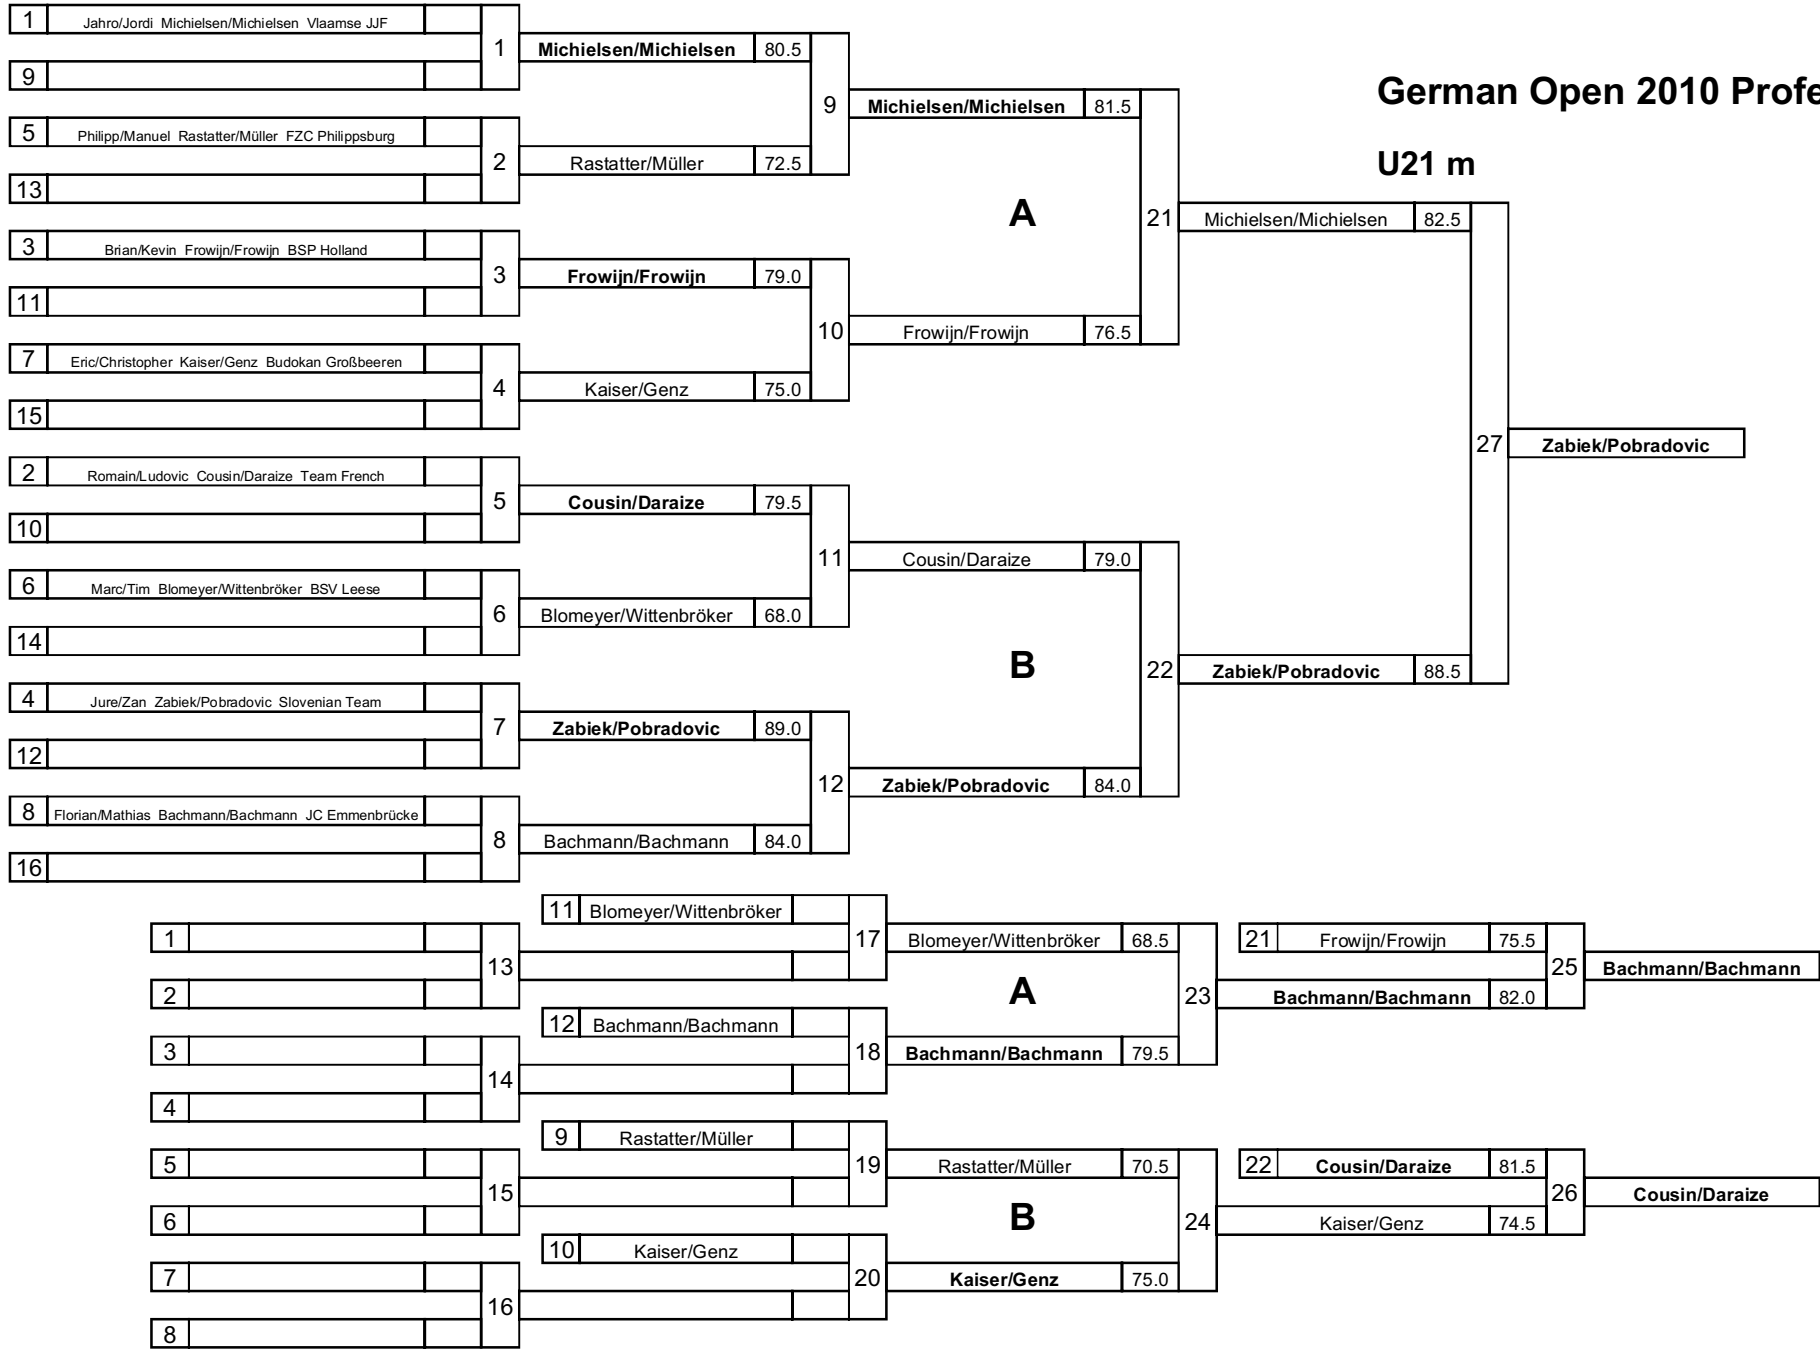 German Open 2010 Profe
U21 m
1 Jahro/Jordi Michielsen/Michielsen Vlaamse JJF
9
1
5 Philipp/Manuel Rastatter/Müller FZC Philippsburg
13
2
3 Brian/Kevin Frowijn/Frowijn BSP Holland
11
3
7 Eric/Christopher Kaiser/Genz Budokan Großbeeren
15
4
2 Romain/Ludovic Cousin/Daraize Team French
10
5
6 Marc/Tim Blomeyer/Wittenbröker BSV Leese
14
6
4 Jure/Zan Zabiek/Pobradovic Slovenian Team
12
7
8 Florian/Mathias Bachmann/Bachmann JC Emmenbrücke
16
8
Michielsen/Michielsen 80.5
9
Rastatter/Müller 72.5
Frowijn/Frowijn 79.0
10
Kaiser/Genz 75.0
Cousin/Daraize 79.5
11
Blomeyer/Wittenbröker 68.0
Zabiek/Pobradovic 89.0
12
Bachmann/Bachmann 84.0
Michielsen/Michielsen 81.5
A
21
Frowijn/Frowijn 76.5
Cousin/Daraize 79.0
B
22
Zabiek/Pobradovic 84.0
Michielsen/Michielsen 82.5
27
Zabiek/Pobradovic 88.5
Zabiek/Pobradovic
1
13
2
3
14
4
5
15
6
7
16
8
11 Blomeyer/Wittenbröker
17
12 Bachmann/Bachmann
18
9 Rastatter/Müller
19
10 Kaiser/Genz
20
Blomeyer/Wittenbröker 68.5
A
23
Bachmann/Bachmann 79.5
Rastatter/Müller 70.5
B
24
Kaiser/Genz 75.0
21 Frowijn/Frowijn 75.5
25
Bachmann/Bachmann 82.0
Bachmann/Bachmann
22 Cousin/Daraize 81.5
26
Kaiser/Genz 74.5
Cousin/Daraize